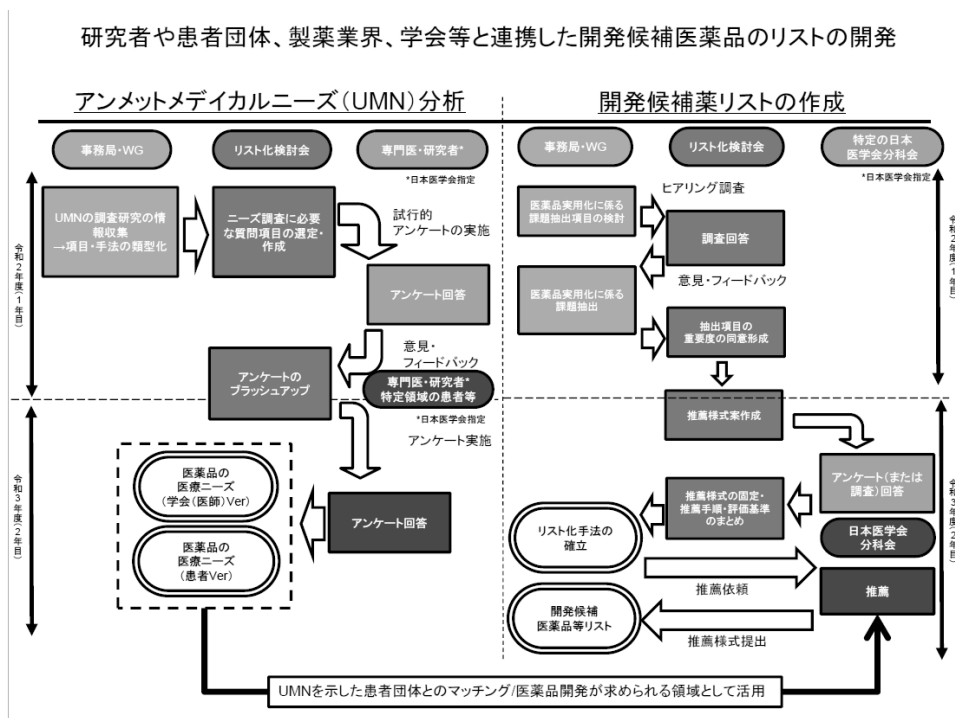 研究者や患者団体、製薬業界、学会等と連携した開発候補医薬品のリストの開発
アンメットメディカルニーズ(UMN)分析
事務局・WG
リスト化検討会
専門医・研究者*
*日本医学会指定
令和2年度(1年目)
UMNの調査研究の情
報収集
→項目・手法の類型化
ニーズ調査に必要
な質問項目の選定・
作成
試行的
アンケートの実施
アンケート回答
意見・
フィードバック
アンケートの
ブラッシュアップ
専門医・研究者*
特定領域の患者等
*日本医学会指定
アンケート実施
令和3年度(2年目)
医薬品の
医療ニーズ
(学会(医師)Ver)
医薬品の
医療ニーズ
(患者Ver)
アンケート回答
開発候補薬リストの作成
事務局・WG
リスト化検討会
特定の日本
医学会分科会
*日本医学会指定
令和2年度(1年目)
ヒアリング調査
医薬品実用化に係る
課題抽出項目の検討
調査回答
意見・フィードバック
医薬品実用化に係る
課題抽出
抽出項目の
重要度の同意形成
推薦様式案作成
令和3年度(2年目)
アンケート(または
調査)回答
推薦様式の固定・
推薦手順・評価基準
のまとめ
リスト化手法の
確立
日本医学会
分科会
推薦依頼
推薦
開発候補
医薬品等リスト
推薦様式提出
UMNを示した患者団体とのマッチング/医薬品開発が求められる領域として活用